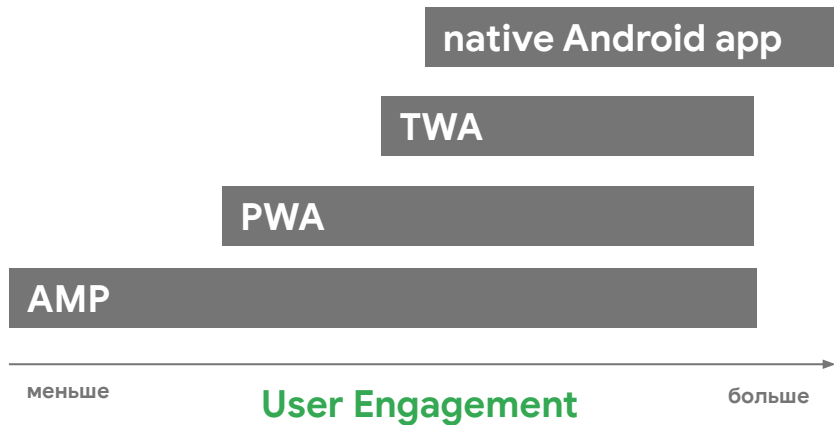 native Android app
TWA
PWA
AMP
меньше
User Engagement
больше